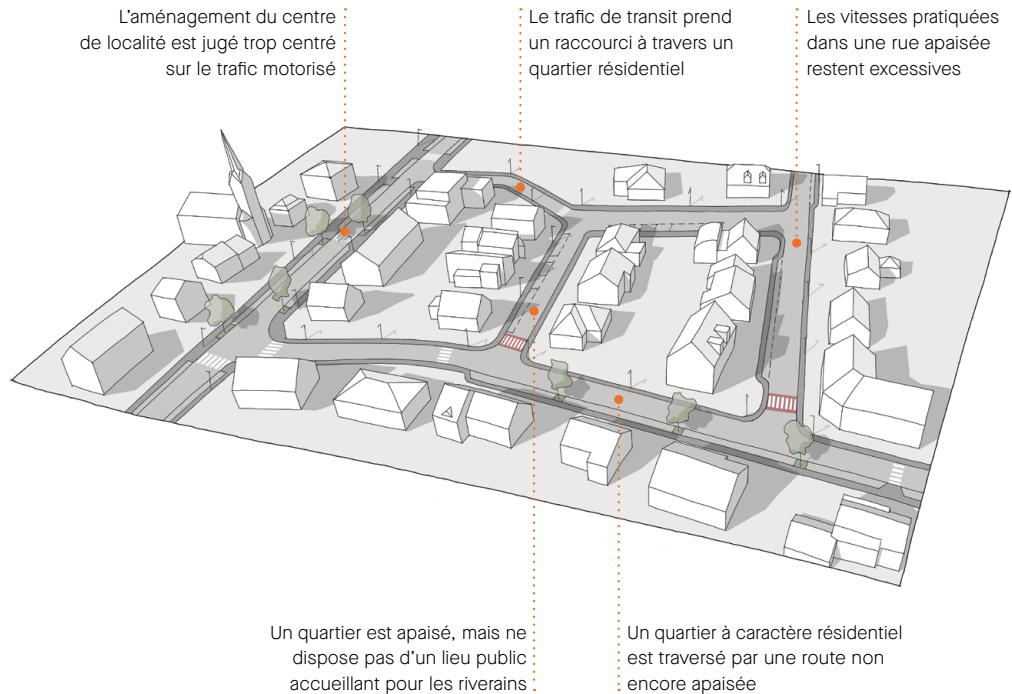 L'aménagement du centre
de localité est jugé trop centré
sur le trafic motorisé
Le trafic de transit prend
un raccourci à travers un
quartier résidentiel
Les vitesses pratiquées
dans une rue apaisée
restent excessives
Un quartier est apaisé, mais ne
dispose pas d'un lieu public
accueillant pour les riverains
Un quartier à caractère résidentiel
est traversé par une route non
encore apaisée